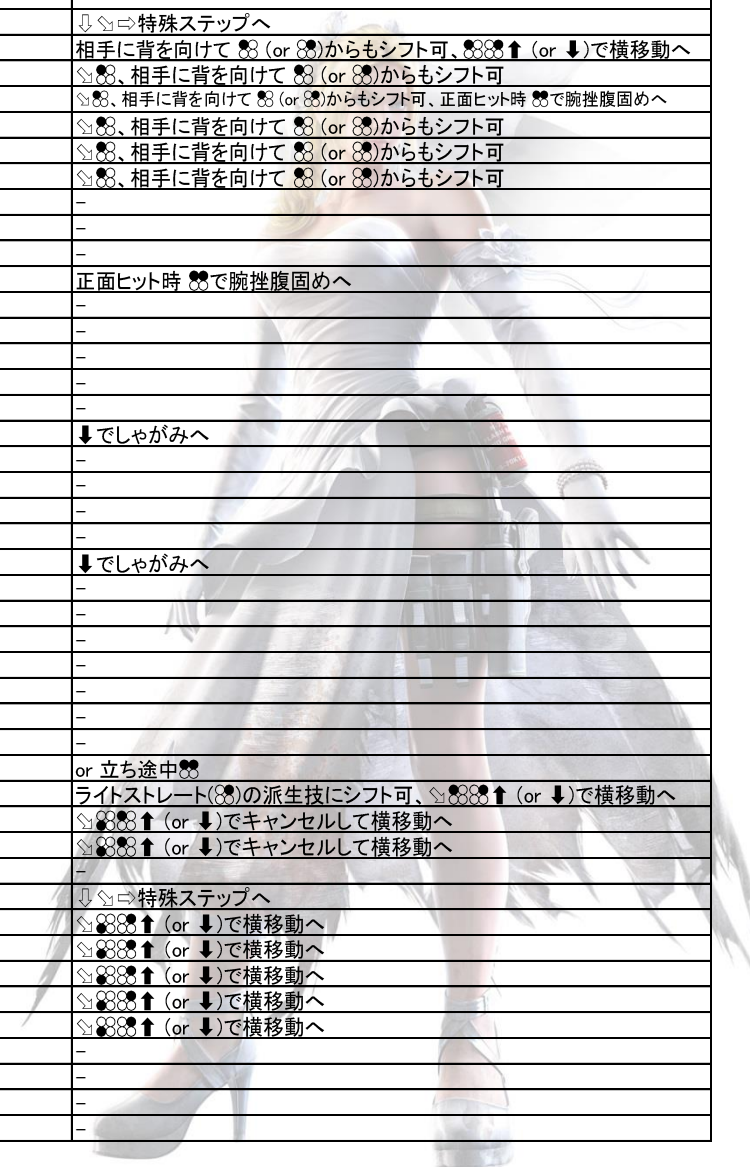 ⇩⬂⇨特殊ステップへ
相手に背を向けて (or )からもシフト可、⬆ (or ⬇)で横移動へ
⬂、相手に背を向けて (or )からもシフト可
⬂、相手に背を向けて (or )からもシフト可、正面ヒット時 で腕挫腹固めへ
⬂、相手に背を向けて (or )からもシフト可
⬂、相手に背を向けて (or )からもシフト可
⬂、相手に背を向けて (or )からもシフト可
-
-
-
正面ヒット時 で腕挫腹固めへ
-
-
-
-
-
⬇でしゃがみへ
-
-
-
-
⬇でしゃがみへ
-
-
-
-
-
-
-
or 立ち途中
ライトストレート()の派生技にシフト可、⬂⬆ (or ⬇)で横移動へ
⬂⬆ (or ⬇)でキャンセルして横移動へ
⬂⬆ (or ⬇)でキャンセルして横移動へ
-
⇩⬂⇨特殊ステップへ
⬂⬆ (or ⬇)で横移動へ
⬂⬆ (or ⬇)で横移動へ
⬂⬆ (or ⬇)で横移動へ
⬂⬆ (or ⬇)で横移動へ
⬂⬆ (or ⬇)で横移動へ
-
-
-
-